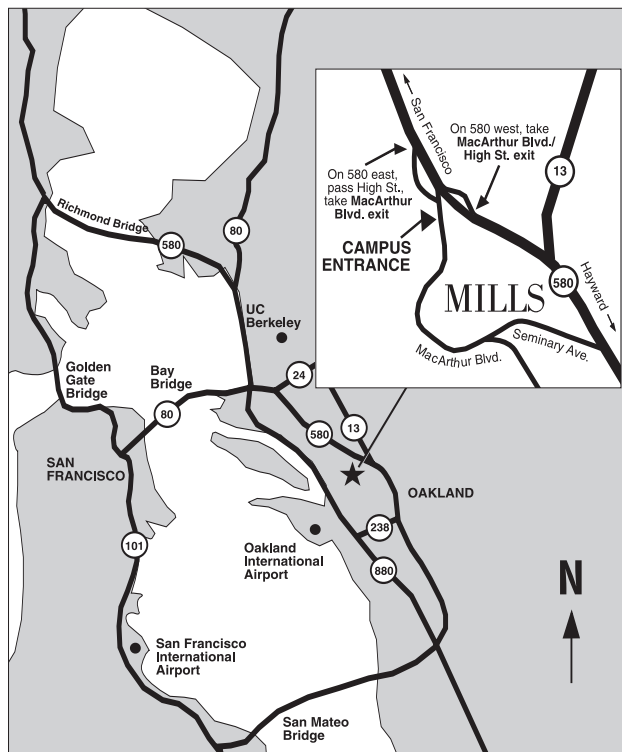 San Francisco
On 580 west, take
MacArthur Blvd./
High St. exit
On 580 east,
pass High St.,
take MacArthur
Blvd. exit
13
CAMPUS
ENTRANCE
580
Hayward
MILLS
Seminary Ave.
MacArthur Blvd.
Richmond Bridge
580
80
UC
Berkeley
Golden
Gate
Bridge
Bay
Bridge
24
80
580
13
SAN
FRANCISCO
OAKLAND
238
101
Oakland
International
Airport
880
N
San Francisco
International
Airport
San Mateo
Bridge